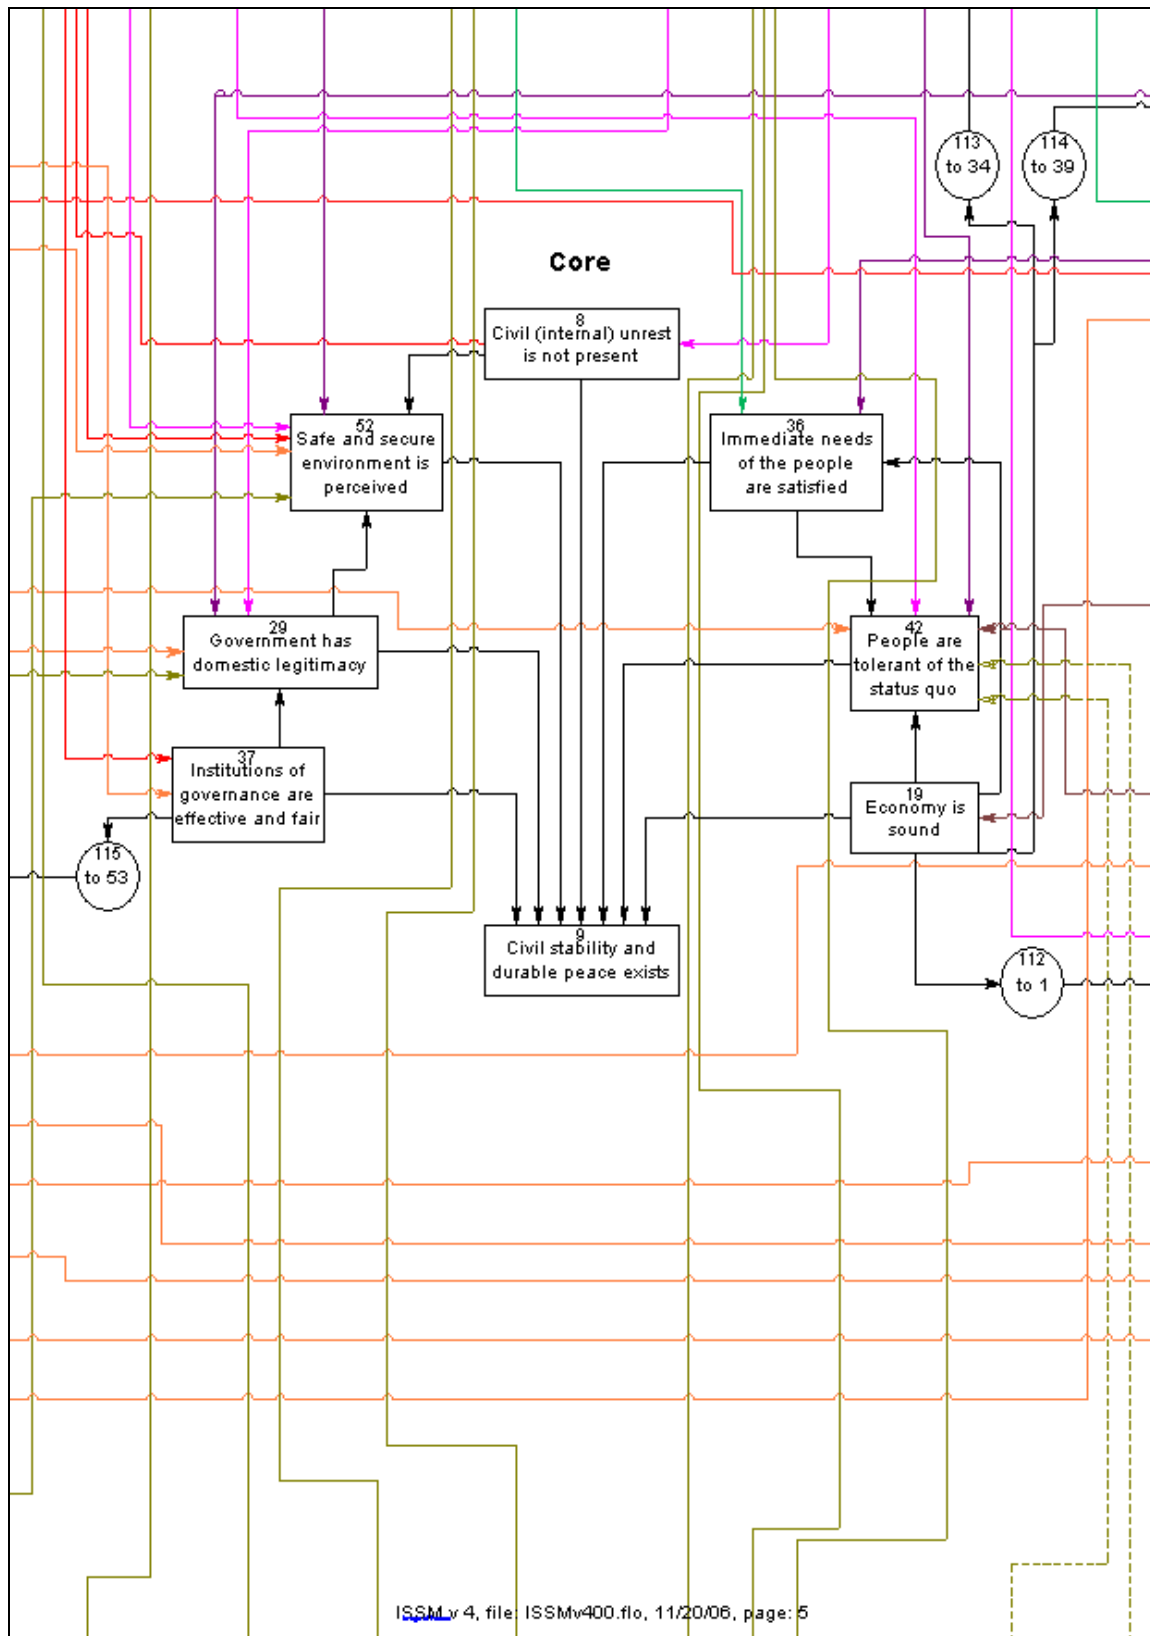 113
to 34
114
to 39
Core
8
Civil (internal) unrest
is not present
52
Safe and secure
environment is
perceived
36
Immediate needs
of the people
are satisfied
29
Government has
domestic legitimacy
42
People are
tolerant of the
status quo
37
Institutions of
governance are
effective and fair
19
Economy is
sound
115
to 53
9
Civil stability and
durable peace exists
112
to 1
ISSM v 4, file: ISSMv400.flo, 11/20/06, page: 5